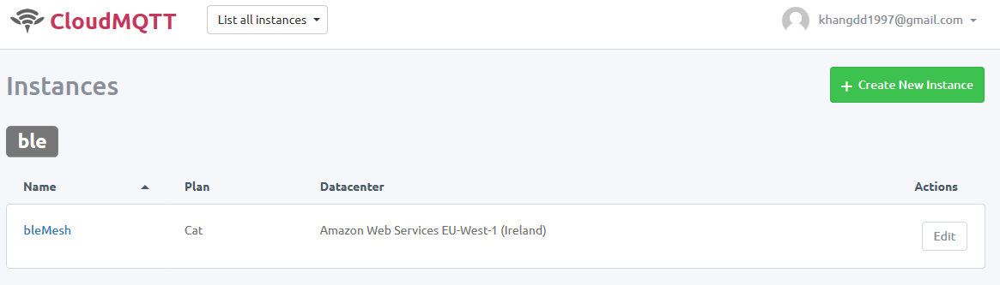 CloudMQTT
List all instances
khangdd1997@gmail.com
Instances
+ Create New Instance
ble
Name Plan Datacenter Actions
bleMesh Cat Amazon Web Services EU-West-1 (Ireland) Edit